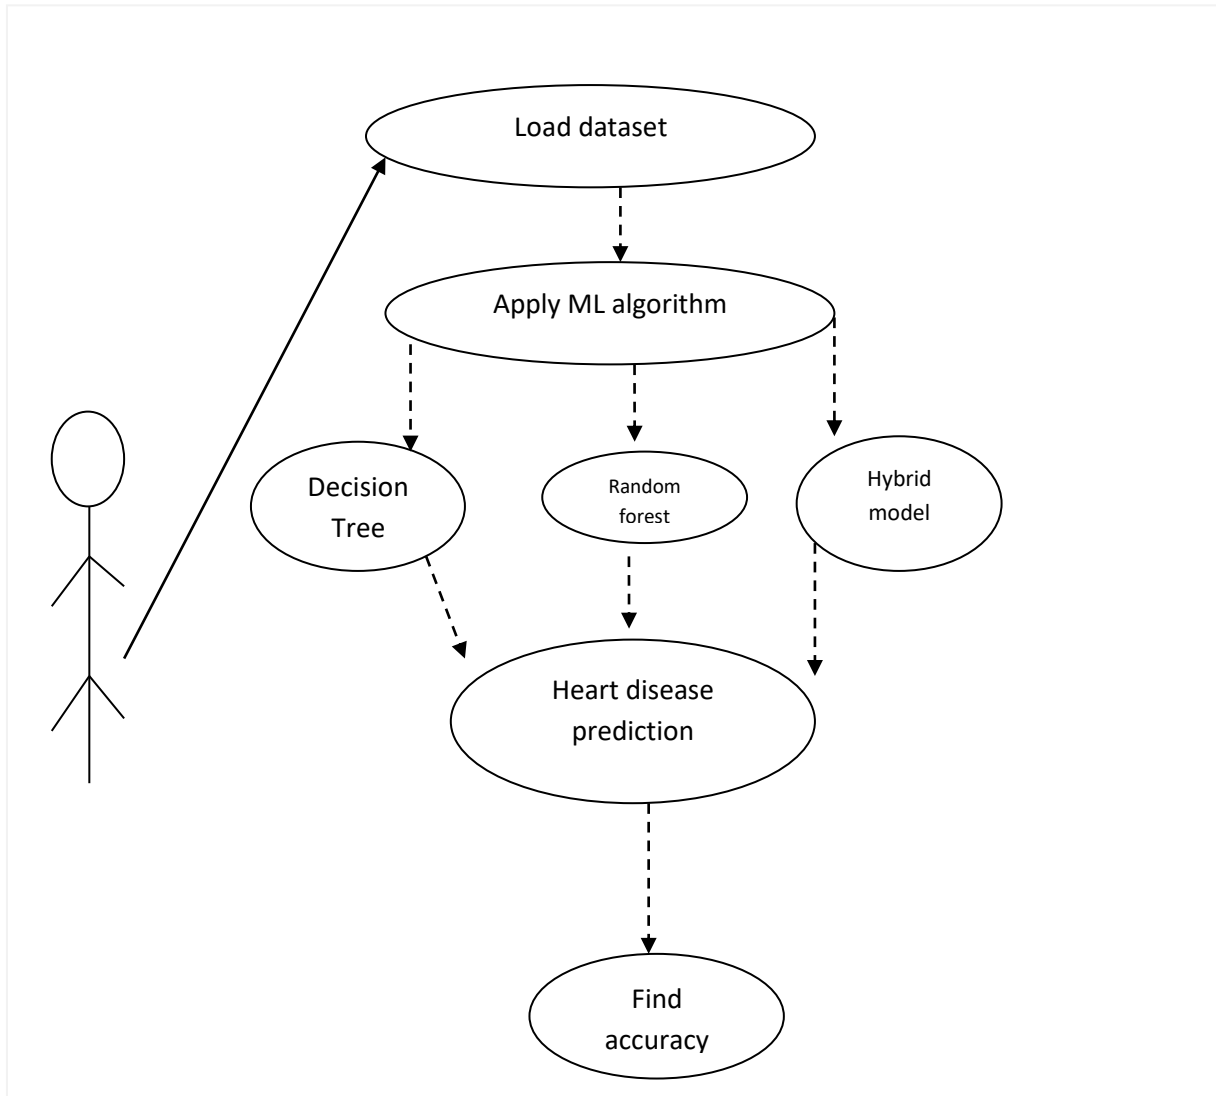 Load dataset
Apply ML algorithm
Decision
Tree
Random
forest
Hybrid
model
Heart disease
prediction
Find
accuracy